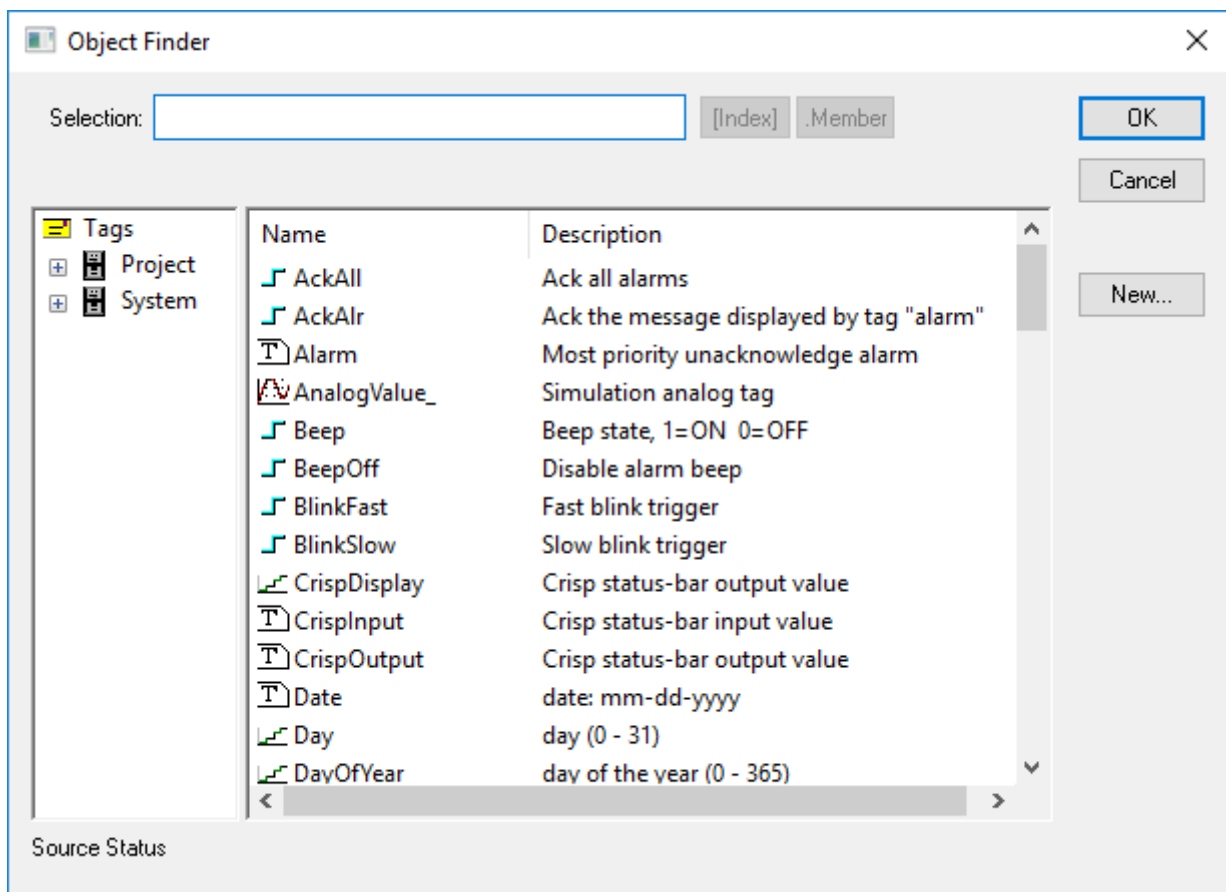 Object Finder
Selection: [Index] .Member OK
Cancel
New...
Tags
Project
System
Name Description
AckAll Ack all alarms
AckAlr Ack the message displayed by tag "alarm"
Alarm Most priority unacknowledge alarm
AnalogValue_ Simulation analog tag
Beep Beep state, 1=ON 0=OFF
BeepOff Disable alarm beep
BlinkFast Fast blink trigger
BlinkSlow Slow blink trigger
CrispDisplay Crisp status-bar output value
CrispInput Crisp status-bar input value
CrispOutput Crisp status-bar output value
Date date: mm-dd-yyyy
Day day (0 - 31)
DayOfYear day of the year (0 - 365)
Source Status